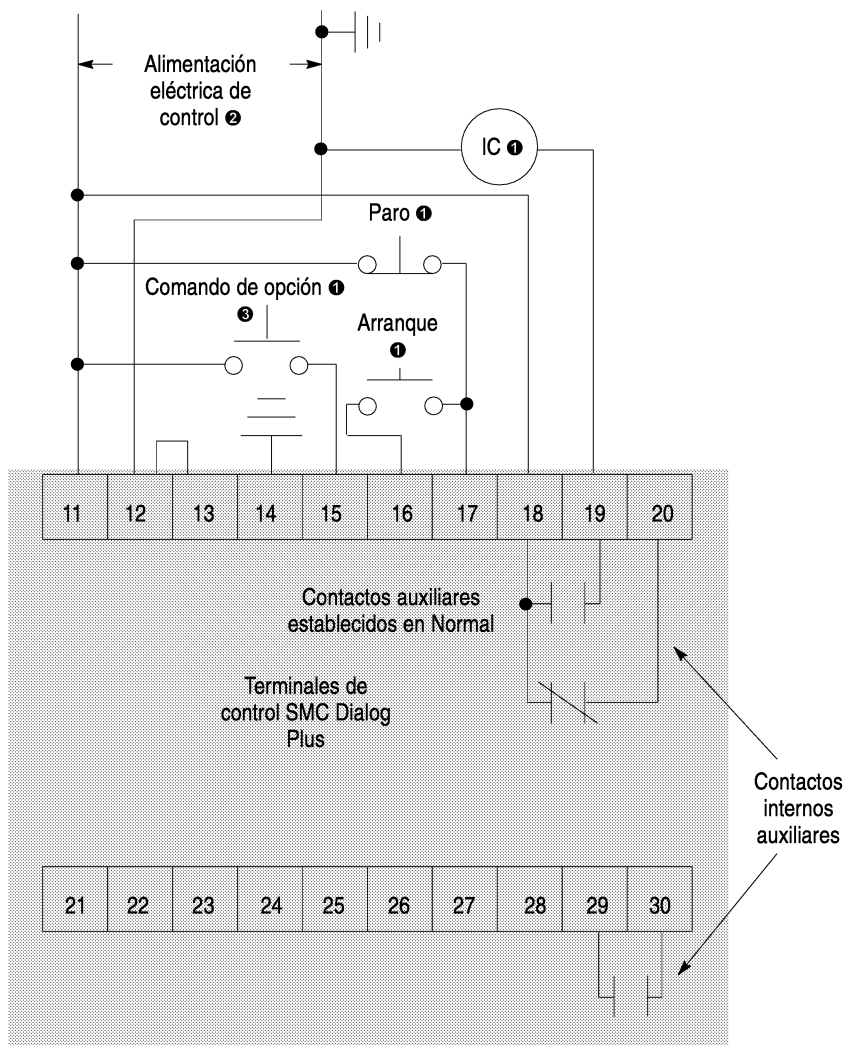 Alimentación
eléctrica de
control ❷
IC ❶
Paro ❶
Comando de opción ❶
❸
Arranque
❶
11 12 13 14 15 16 17 18 19 20
Contactos auxiliares
establecidos en Normal
Terminales de
control SMC Dialog
Plus
Contactos
internos
auxiliares
21 22 23 24 25 26 27 28 29 30